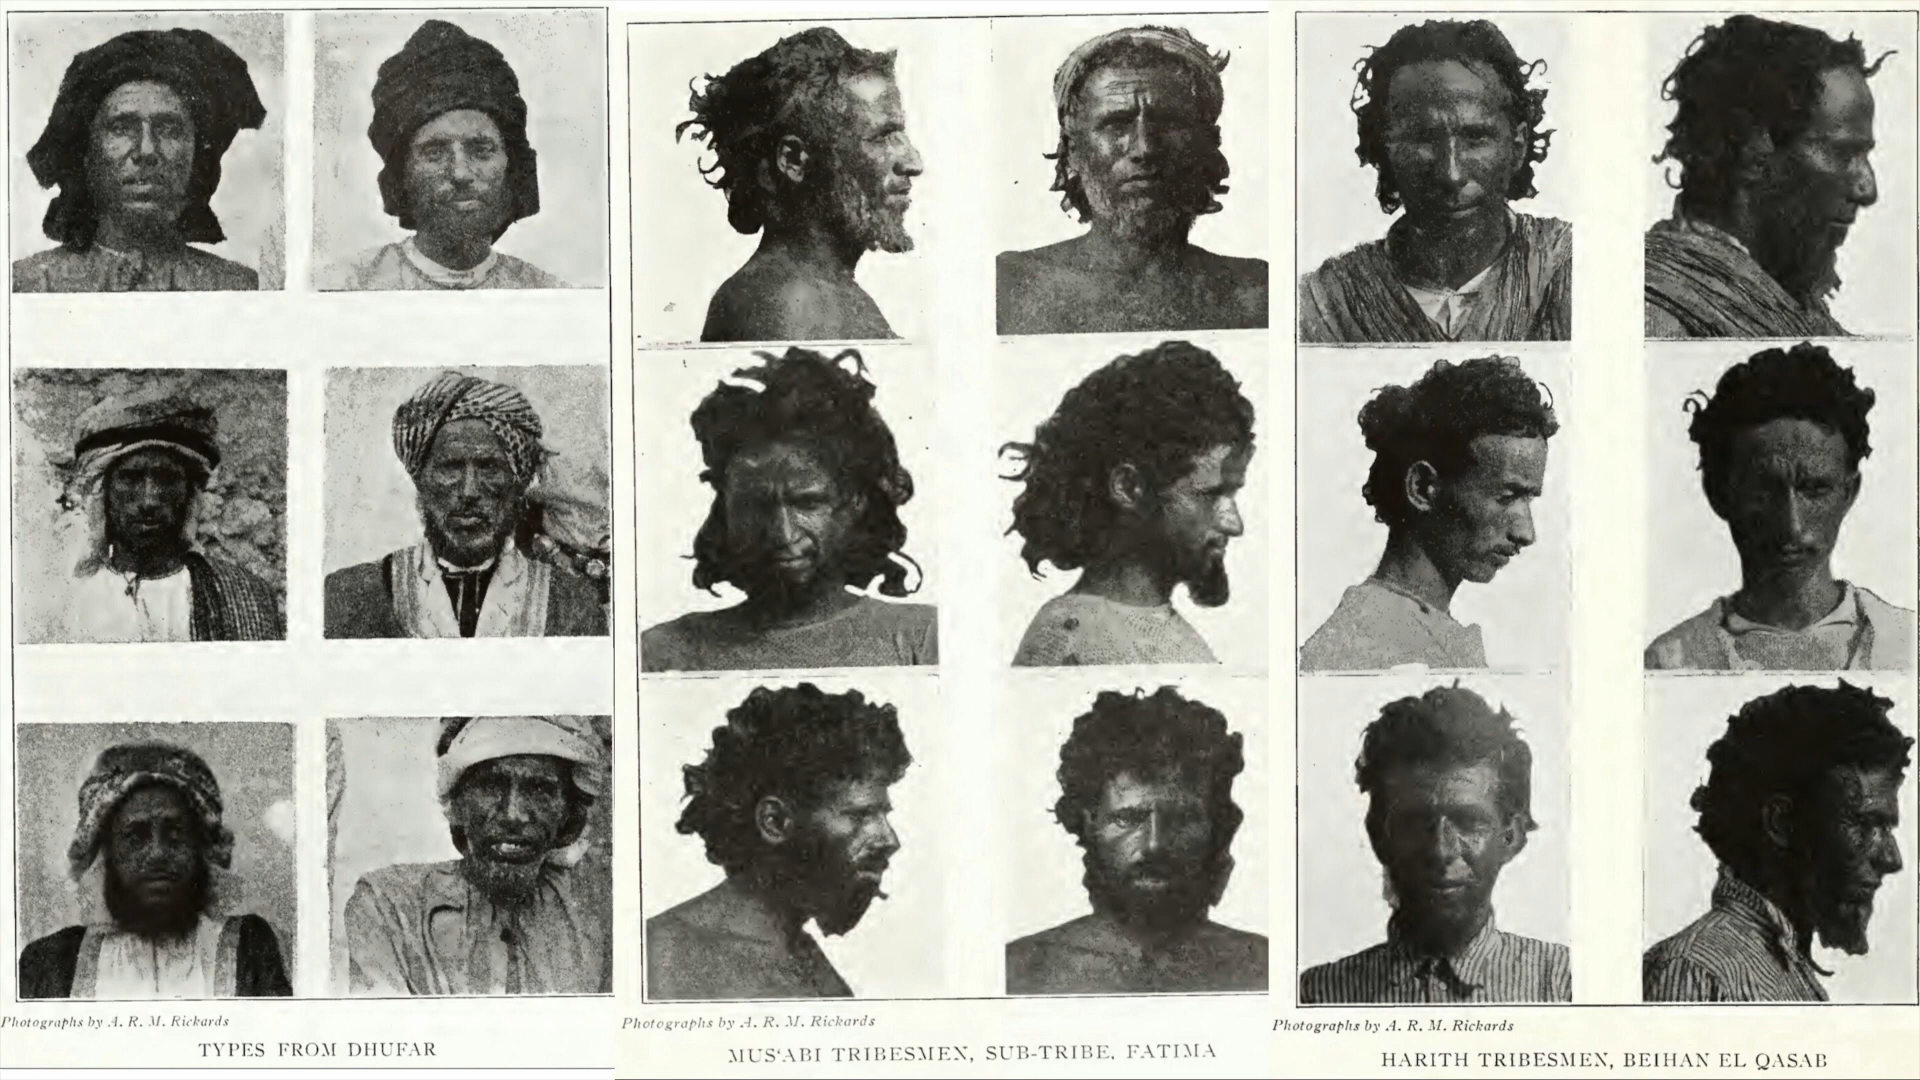 Photographs by A. R. M. Rickards
TYPES FROM DHUFAR
Photographs by A. R. M. Rickards
MUS‘ABI TRIBESMEN, SUB-TRIBE, FATIMA
Photographs by A. R. M. Rickards
HARITH TRIBESMEN, BEIHAN EL QASAB